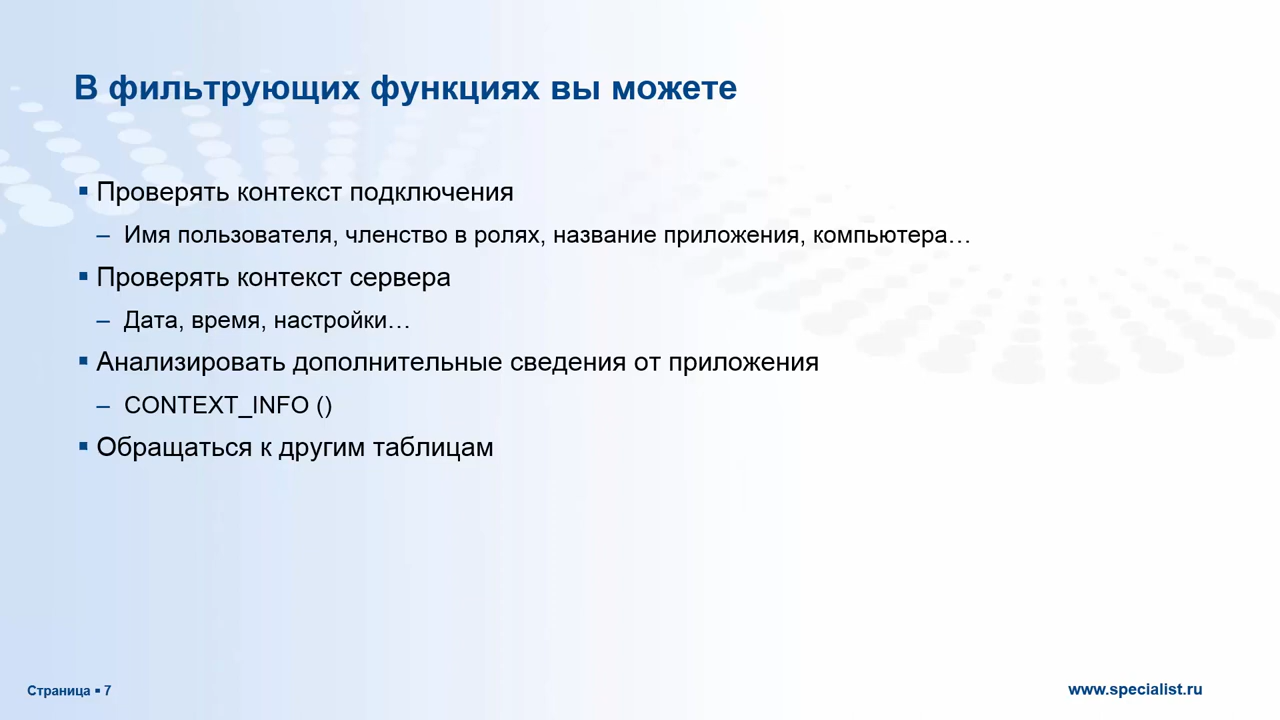 В фильтрующих функциях вы можете
▪ Проверять контекст подключения
– Имя пользователя, членство в ролях, название приложения, компьютера…
▪ Проверять контекст сервера
– Дата, время, настройки…
▪ Анализировать дополнительные сведения от приложения
– CONTEXT_INFO ()
▪ Обращаться к другим таблицам
Страница ▪ 7
www.specialist.ru